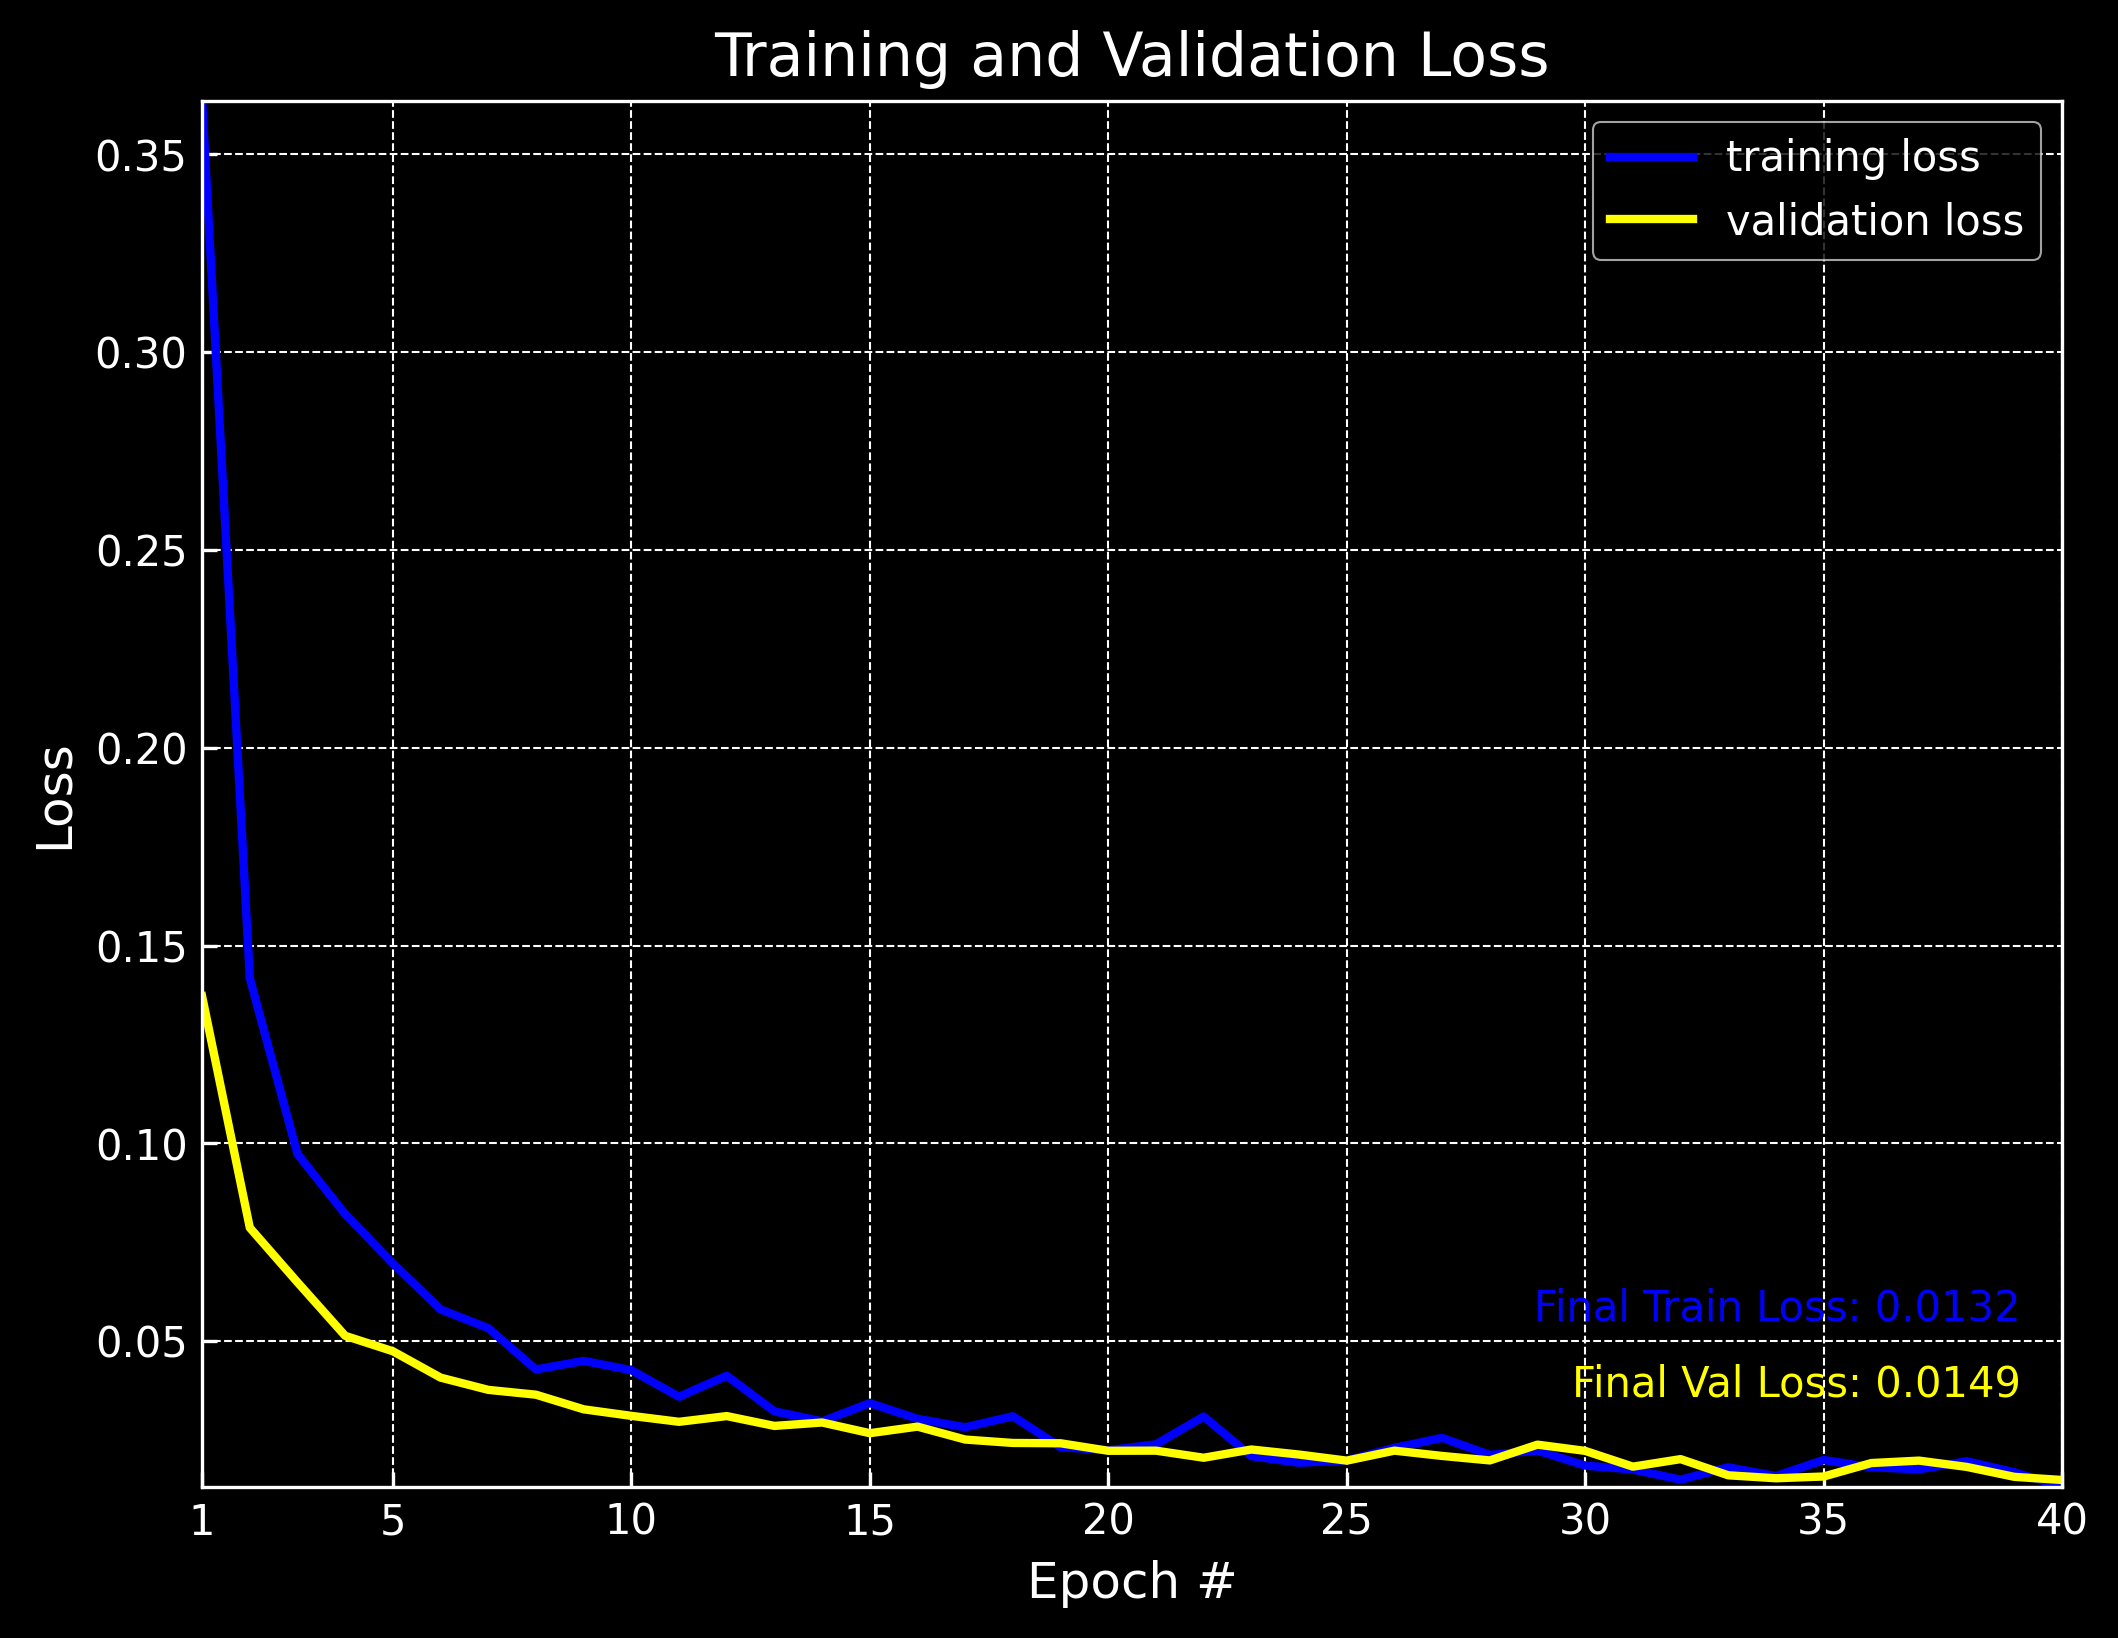 Training and Validation Loss
training loss
validation loss
0.35
0.30
0.25
0.20
0.15
0.10
0.05
Loss
Final Train Loss: 0.0132
Final Val Loss: 0.0149
1 5 10 15 20 25 30 35 40
Epoch #